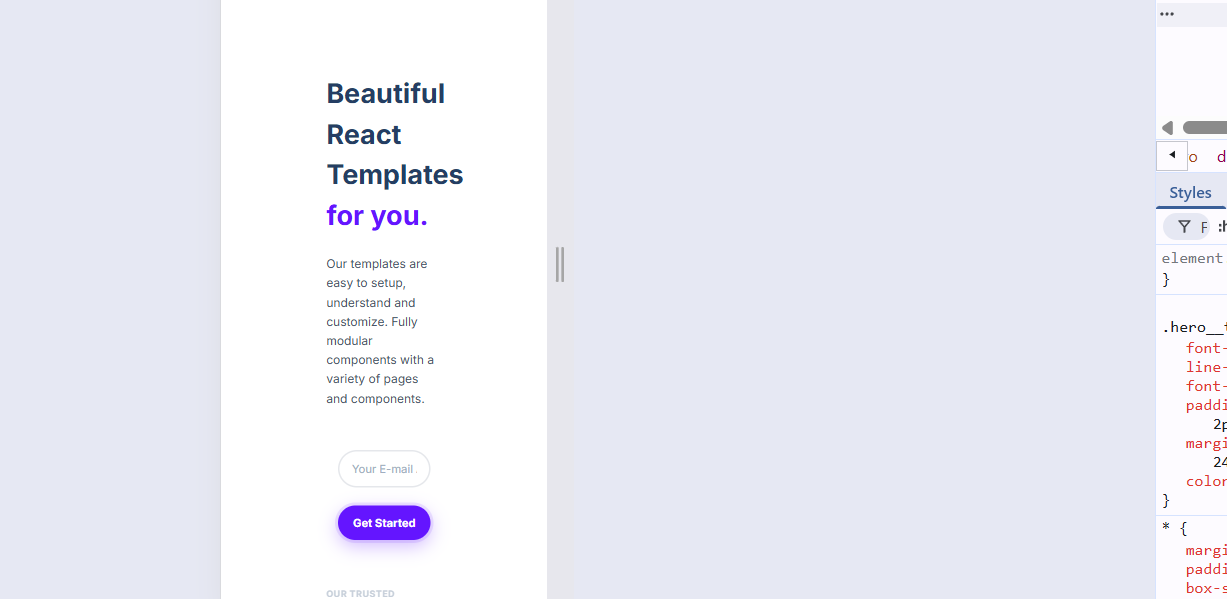 Beautiful
React
Templates
for you.
Our templates are
easy to setup,
understand and
customize. Fully
modular
components with a
variety of pages
and components.
Your E-mail
Get Started
OUR TRUSTED
...
o d
Styles
F :h
element
}
.hero__t
font-
line-
font-
paddi
2p
margi
24
color
}
* {
margi
paddi
box-s